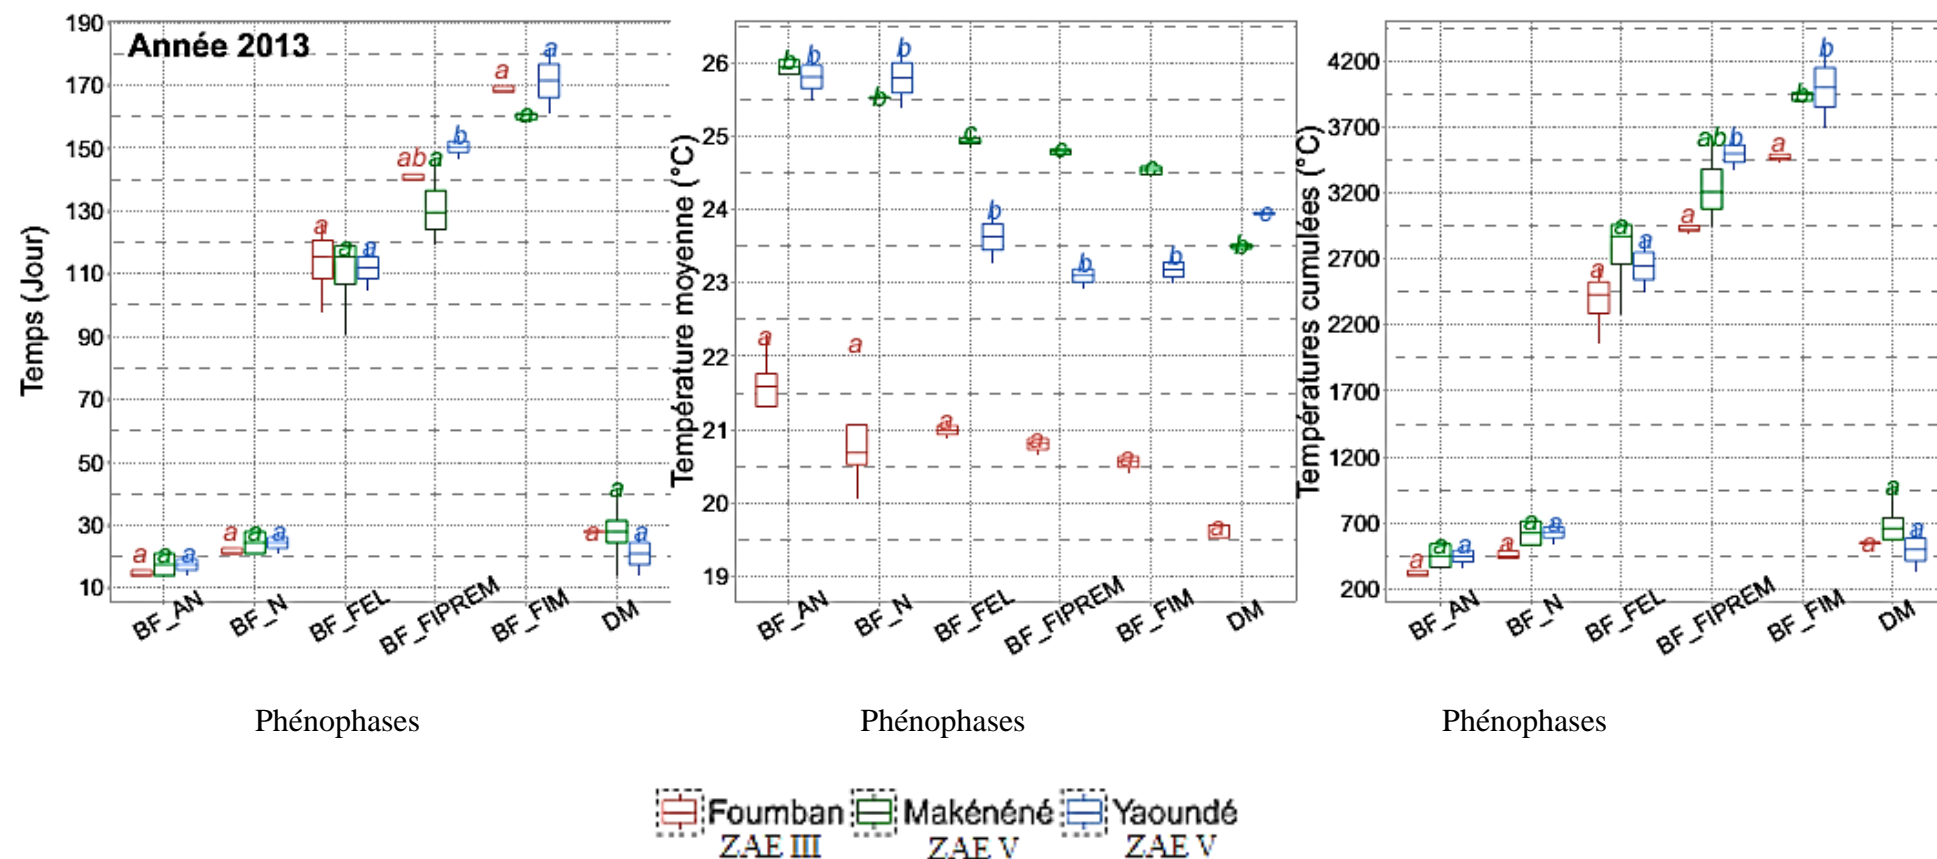 Année 2013
Temps (Jour)
190
170
150
130
110
90
70
50
30
10
a a a
a a a
a a a
ab a b
a a a
a a a
BF_AN BF_N BF_FEL BF_FIPREM BF_FIM DM
Phénophases
Température moyenne (°C)
26
25
24
23
22
21
20
19
a b b
a b b
a c b
a c b
a c b
a b c
BF_AN BF_N BF_FEL BF_FIPREM BF_FIM DM
Phénophases
Températures cumulées (°C)
4200
3700
3200
2700
2200
1700
1200
700
200
a a a
a a a
a a a
a ab b
a b b
a a a
BF_AN BF_N BF_FEL BF_FIPREM BF_FIM DM
Phénophases
Foumban Makénéné Yaoundé
ZAE III ZAE V ZAE V